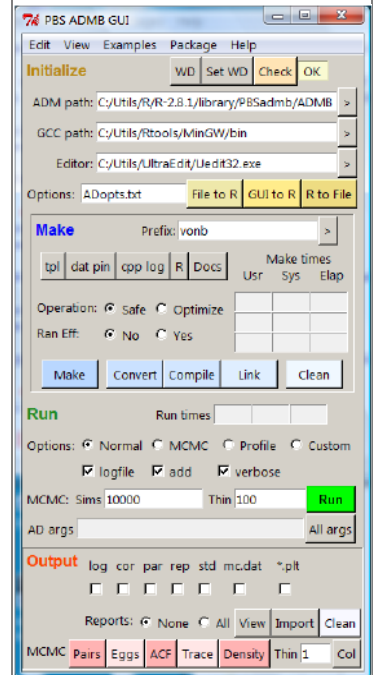 PBS ADMB GUI
Edit View Examples Package Help
Initialize WD Set WD Check OK
ADM path: C:/Utils/R/R-2.8.1/library/PBSadmb/ADMB >
GCC path: C:/Utils/Rtools/MinGW/bin >
Editor: C:/Utils/UltraEdit/Uedit32.exe >
Options: ADopts.txt File to R GUI to R R to File
Make Prefix: vonb >
tpl dat pin cpp log R Docs Make times
Usr Sys Elap
Operation: Safe Optimize
Ran Eff: No Yes
Make Convert Compile Link Clean
Run Run times
Options: Normal MCMC Profile Custom
logfile add verbose
MCMC: Sims 10000 Thin 100 Run
AD args All args
Output log cor par rep std mc.dat *.plt
Reports: None All View Import Clean
MCMC Pairs Eggs ACF Trace Density Thin 1 Col